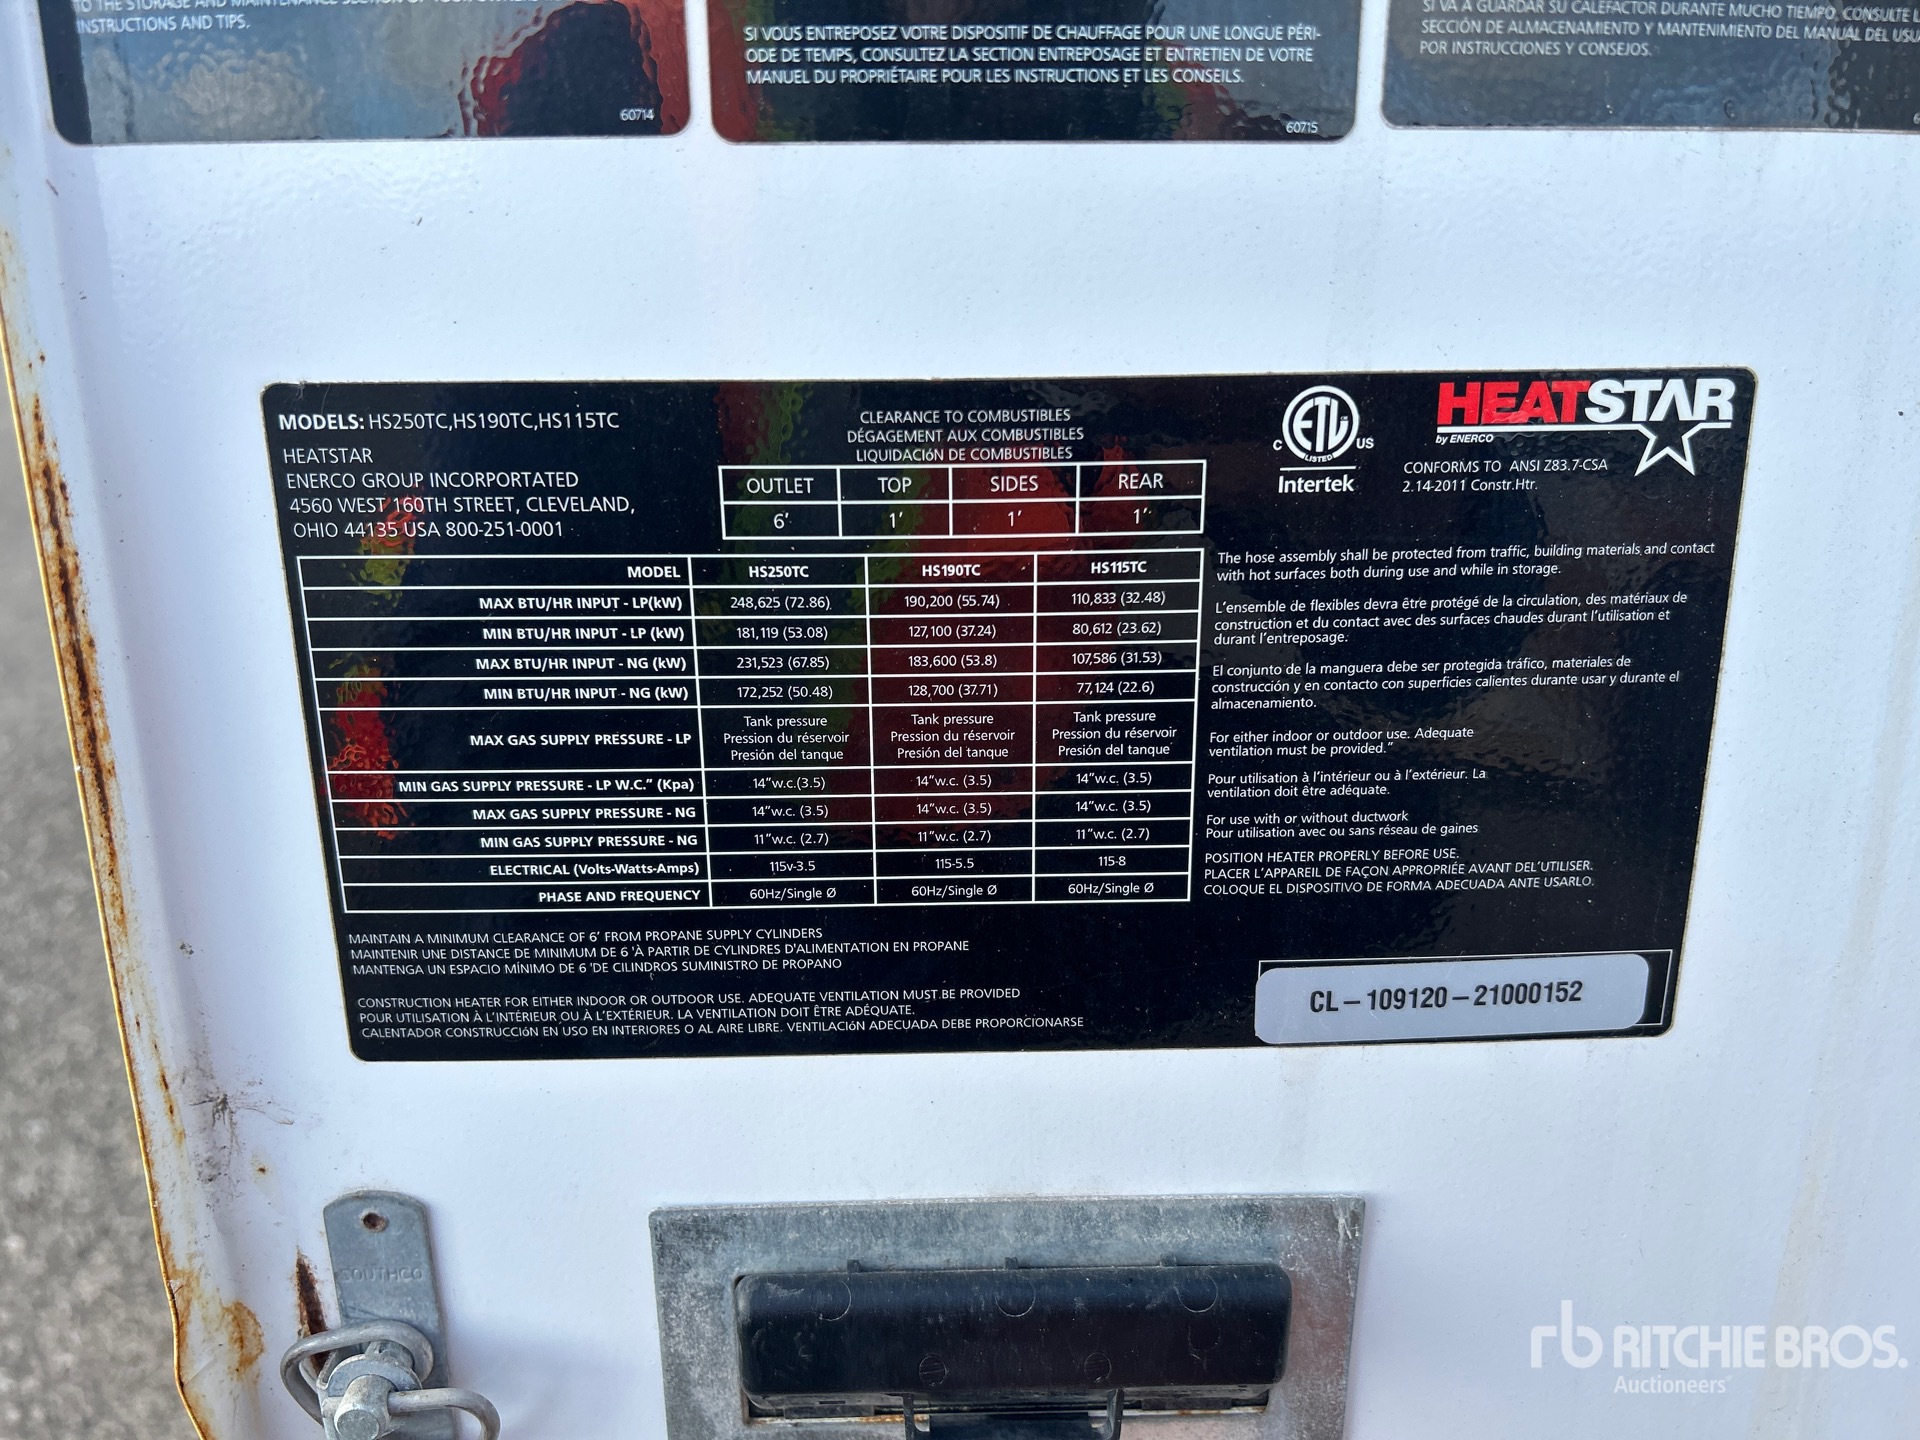 TO THE STORAGE AND MAINTENANCE SECTION OF YOUR OWNERS
INSTRUCTIONS AND TIPS.
60714
SI VOUS ENTREPOSEZ VOTRE DISPOSITIF DE CHAUFFAGE POUR UNE LONGUE PÉRI-
ODE DE TEMPS, CONSULTEZ LA SECTION ENTREPOSAGE ET ENTRETIEN DE VOTRE
MANUEL DU PROPRIÉTAIRE POUR LES INSTRUCTIONS ET LES CONSEILS.
60715
SI VA A GUARDAR SU CALEFACTOR DURANTE MUCHO TIEMPO, CONSULTE
SECCIÓN DE ALMACENAMIENTO Y MANTENIMIENTO DEL MANUAL DEL
POR INSTRUCCIONES Y CONSEJOS.
MODELS: HS250TC,HS190TC,HS115TC
HEATSTAR
ENERCO GROUP INCORPORTATED
4560 WEST 160TH STREET, CLEVELAND,
OHIO 44135 USA 800-251-0001
CLEARANCE TO COMBUSTIBLES
DÉGAGEMENT AUX COMBUSTIBLES
LIQUIDACIóN DE COMBUSTIBLES
OUTLET TOP SIDES REAR
6' 1' 1' 1'
C ETL US
LISTED
Intertek
HEATSTAR
by ENERCO
CONFORMS TO ANSI Z83.7-CSA
2.14-2011 Constr.Htr.
MODEL HS250TC HS190TC HS115TC
MAX BTU/HR INPUT - LP(kW) 248,625 (72.86) 190,200 (55.74) 110,833 (32.48)
MIN BTU/HR INPUT - LP (kW) 181,119 (53.08) 127,100 (37.24) 80,612 (23.62)
MAX BTU/HR INPUT - NG (kW) 231,523 (67.85) 183,600 (53.8) 107,586 (31.53)
MIN BTU/HR INPUT - NG (kW) 172,252 (50.48) 128,700 (37.71) 77,124 (22.6)
MAX GAS SUPPLY PRESSURE - LP
Tank pressure Tank pressure Tank pressure
Pression du réservoir Pression du réservoir Pression du réservoir
Presión del tanque Presión del tanque Presión del tanque
MIN GAS SUPPLY PRESSURE - LP W.C." (Kpa) 14"w.c.(3.5) 14"w.c. (3.5) 14"w.c. (3.5)
MAX GAS SUPPLY PRESSURE - NG 14"w.c. (3.5) 14"w.c. (3.5) 14"w.c. (3.5)
MIN GAS SUPPLY PRESSURE - NG 11"w.c. (2.7) 11"w.c. (2.7) 11"w.c. (2.7)
ELECTRICAL (Volts-Watts-Amps) 115v-3.5 115-5.5 115-8
PHASE AND FREQUENCY 60Hz/Single Ø 60Hz/Single Ø 60Hz/Single Ø
The hose assembly shall be protected from traffic, building materials and contact
with hot surfaces both during use and while in storage.
L'ensemble de flexibles devra être protégé de la circulation, des matériaux de
construction et du contact avec des surfaces chaudes durant l'utilisation et
durant l'entreposage.
El conjunto de la manguera debe ser protegida tráfico, materiales de
construcción y en contacto con superficies calientes durante usar y durante el
almacenamiento.
For either indoor or outdoor use. Adequate
ventilation must be provided."
Pour utilisation à l'intérieur ou à l'extérieur. La
ventilation doit être adéquate.
For use with or without ductwork
Pour utilisation avec ou sans réseau de gaines
POSITION HEATER PROPERLY BEFORE USE.
PLACER L'APPAREIL DE FAÇON APPROPRIÉE AVANT DEL'UTILISER.
COLOQUE EL DISPOSITIVO DE FORMA ADECUADA ANTE USARLO.
MAINTAIN A MINIMUM CLEARANCE OF 6' FROM PROPANE SUPPLY CYLINDERS
MAINTENIR UNE DISTANCE DE MINIMUM DE 6 'À PARTIR DE CYLINDRES D'ALIMENTATION EN PROPANE
MANTENGA UN ESPACIO MÍNIMO DE 6 'DE CILINDROS SUMINISTRO DE PROPANO
CONSTRUCTION HEATER FOR EITHER INDOOR OR OUTDOOR USE. ADEQUATE VENTILATION MUST BE PROVIDED
POUR UTILISATION À L'INTÉRIEUR OU À L'EXTÉRIEUR. LA VENTILATION DOIT ÊTRE ADÉQUATE.
CALENTADOR CONSTRUCCIóN EN USO EN INTERIORES O AL AIRE LIBRE. VENTILACIóN ADECUADA DEBE PROPORCIONARSE
CL-109120-21000152
SOUTHCO
rb RITCHIE BROS.
Auctioneers